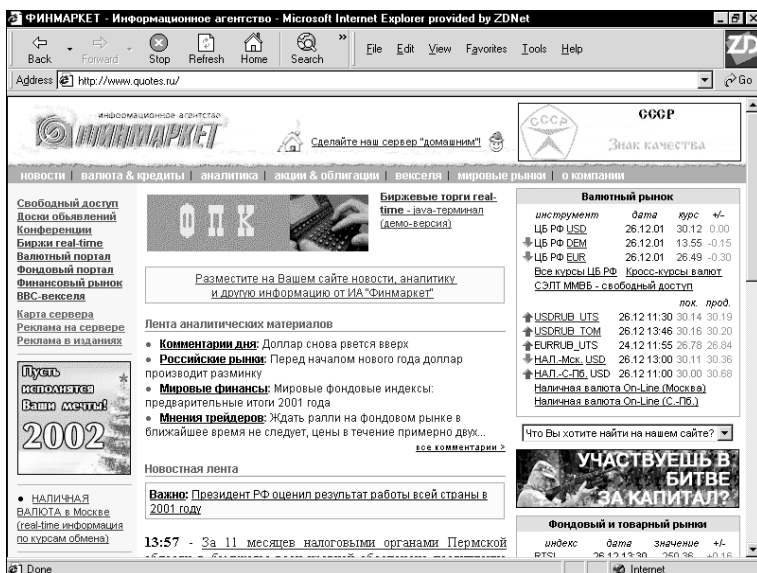 ФИНМАРКЕТ - Информационное агентство - Microsoft Internet Explorer provided by ZDNet
Back
Forward
Stop
Refresh
Home
Search
»
File Edit View Favorites Tools Help
ZD
Address http://www.quotes.ru/
Go
информационное агентство
ФИНМАРКЕТ
Сделайте наш сервер "домашним"!
СССР
СССР
Знак качества
новости | валюта & кредиты | аналитика | акции & облигации | векселя | мировые рынки | о компании
Свободный доступ
Доски объявлений
Конференции
Биржи real-time
Валютный портал
Фондовый портал
Финансовый рынок
ВВС-векселя
Карта сервера
Реклама на сервере
Реклама в изданиях
Пусть
исполнятся
Ваши мечты!
2002
• НАЛИЧНАЯ
ВАЛЮТА в Москве
(real-time информация
по курсам обмена)
ФПК
Биржевые торги real-
time - java-терминал
(демо-версия)
Разместите на Вашем сайте новости, аналитику
и другую информацию от ИА "Финмаркет"
Лента аналитических материалов
• Комментарии дня: Доллар снова рвется вверх
• Российские рынки: Перед началом нового года доллар
производит разминку
• Мировые финансы: Мировые фондовые индексы:
предварительные итоги 2001 года
• Мнения трейдеров: Ждать ралли на фондовом рынке в
ближайшее время не следует, цены в течение примерно двух...
все комментарии >
Новостная лента
Важно: Президент РФ оценил результат работы всей страны в
2001 году
13:57 - За 11 месяцев налоговыми органами Пермской
Валютный рынок
инструмент дата курс +/-
ЦБ РФ USD 26.12.01 30.12 0.00
ЦБ РФ DEM 26.12.01 13.55 -0.15
ЦБ РФ EUR 26.12.01 26.49 -0.30
Все курсы ЦБ РФ Кросс-курсы валют
СЭЛТ ММВБ - свободный доступ
пок. прод.
USDRUB_UTS 26.12 11:30 30.14 30.19
USDRUB_TOM 26.12 13:46 30.16 30.20
EURRUB_UTS 24.12 11:55 26.78 26.84
НАЛ.-Мск. USD 26.12 13:00 30.11 30.36
НАЛ.-С-Пб. USD 26.12 11:00 30.00 30.68
Наличная валюта On-Line (Москва)
Наличная валюта On-Line (С.-Пб.)
Что Вы хотите найти на нашем сайте?
УЧАСТВУЕШЬ В
БИТВЕ
ЗА КАПИТАЛ?
Фондовый и товарный рынки
индекс дата значение +/-
RTSI 26.12 13:30 250.36 +0.16
Done
Internet